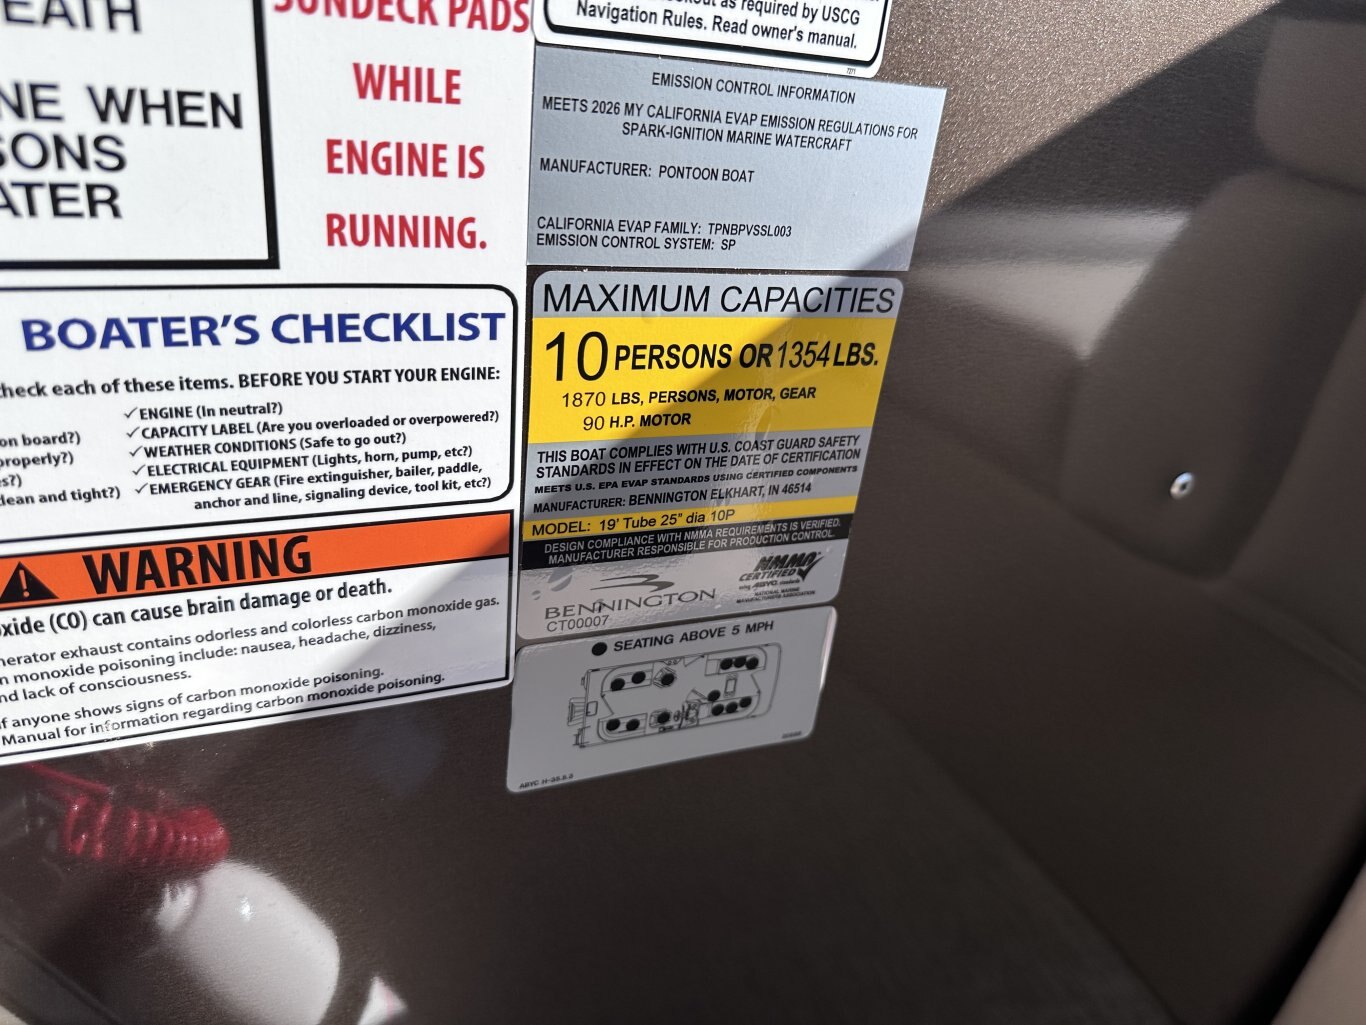 EATH
NE WHEN
SONS
ATER
SUNDECK PADS
WHILE
ENGINE IS
RUNNING.
as required by USCG
Navigation Rules. Read owner's manual.
EMISSION CONTROL INFORMATION
MEETS 2026 MY CALIFORNIA EVAP EMISSION REGULATIONS FOR
SPARK-IGNITION MARINE WATERCRAFT
MANUFACTURER: PONTOON BOAT
CALIFORNIA EVAP FAMILY: TPNBPVSSL003
EMISSION CONTROL SYSTEM: SP
BOATER'S CHECKLIST
check each of these items. BEFORE YOU START YOUR ENGINE:
✓ENGINE (In neutral?)
on board?) ✓CAPACITY LABEL (Are you overloaded or overpowered?)
properly?) ✓WEATHER CONDITIONS (Safe to go out?)
s?) ✓ELECTRICAL EQUIPMENT (Lights, horn, pump, etc?)
lean and tight?) ✓EMERGENCY GEAR (Fire extinguisher, bailer, paddle,
anchor and line, signaling device, tool kit, etc?)
WARNING
oxide (CO) can cause brain damage or death.
nerator exhaust contains odorless and colorless carbon monoxide gas.
n monoxide poisoning include: nausea, headache, dizziness,
nd lack of consciousness.
if anyone shows signs of carbon monoxide poisoning.
Manual for information regarding carbon monoxide poisoning.
MAXIMUM CAPACITIES
10 PERSONS OR 1354 LBS.
1870 LBS, PERSONS, MOTOR, GEAR
90 H.P. MOTOR
THIS BOAT COMPLIES WITH U.S. COAST GUARD SAFETY
STANDARDS IN EFFECT ON THE DATE OF CERTIFICATION
MEETS U.S. EPA EVAP STANDARDS USING CERTIFIED COMPONENTS
MANUFACTURER: BENNINGTON ELKHART, IN 46514
MODEL: 19' Tube 25" dia 10P
DESIGN COMPLIANCE WITH NMMA REQUIREMENTS IS VERIFIED.
MANUFACTURER RESPONSIBLE FOR PRODUCTION CONTROL.
BENNINGTON
CT00007
NMMA
CERTIFIED
using ABYC standards
NATIONAL MARINE
MANUFACTURERS ASSOCIATION
SEATING ABOVE 5 MPH